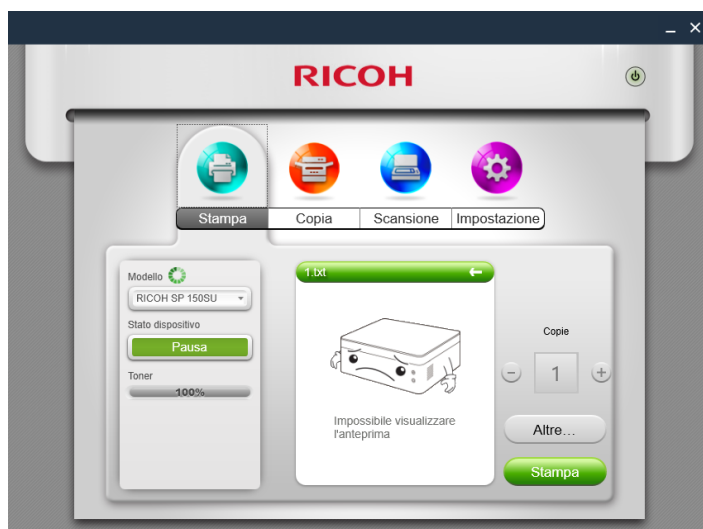 RICOH
Stampa
Copia
Scansione
Impostazione
Modello
RICOH SP 150SU
Stato dispositivo
Pausa
Toner
100%
1.txt
Impossibile visualizzare
l'anteprima
Copie
1
Altre...
Stampa